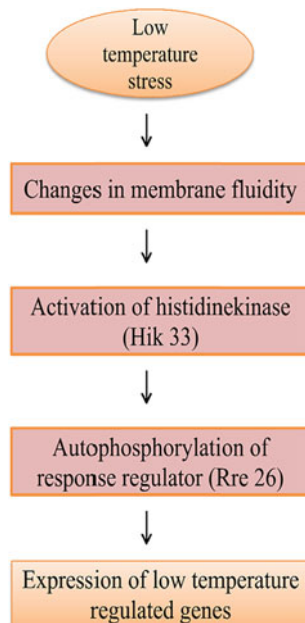 Low
temperature
stress
Changes in membrane fluidity
Activation of histidinekinase
(Hik 33)
Autophosphorylation of
response regulator (Rre 26)
Expression of low temperature
regulated genes